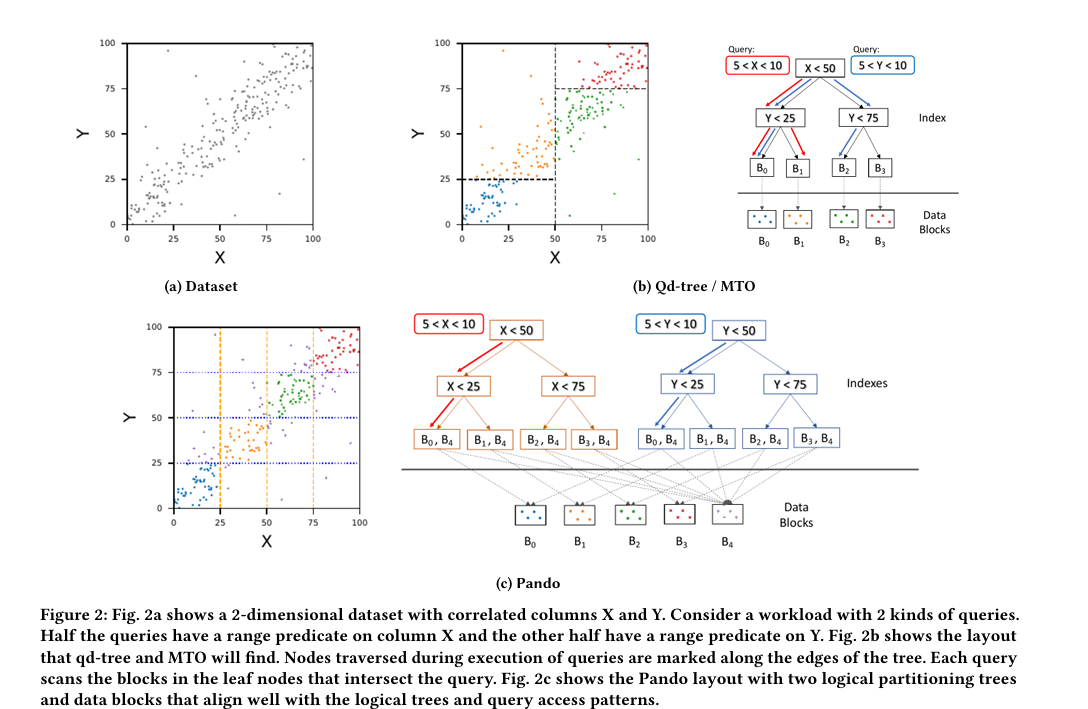 100
75
50
25
0
Y
0 25 50 75 100
X
(a) Dataset
100
75
50
25
0
Y
0 25 50 75 100
X
Query:
5 < X < 10
Query:
5 < Y < 10
X < 50
Y < 25
Y < 75
Index
B0
B1
B2
B3
Data
Blocks
B0
B1
B2
B3
(b) Qd-tree / MTO
100
75
50
25
0
Y
0 25 50 75 100
X
5 < X < 10
X < 50
5 < Y < 10
Y < 50
X < 25
X < 75
Y < 25
Y < 75
Indexes
B0, B4
B1, B4
B2, B4
B3, B4
B0, B4
B1, B4
B2, B4
B3, B4
Data
Blocks
B0
B1
B2
B3
B4
(c) Pando
Figure 2: Fig. 2a shows a 2-dimensional dataset with correlated columns X and Y. Consider a workload with 2 kinds of queries.
Half the queries have a range predicate on column X and the other half have a range predicate on Y. Fig. 2b shows the layout
that qd-tree and MTO will find. Nodes traversed during execution of queries are marked along the edges of the tree. Each query
scans the blocks in the leaf nodes that intersect the query. Fig. 2c shows the Pando layout with two logical partitioning trees
and data blocks that align well with the logical trees and query access patterns.